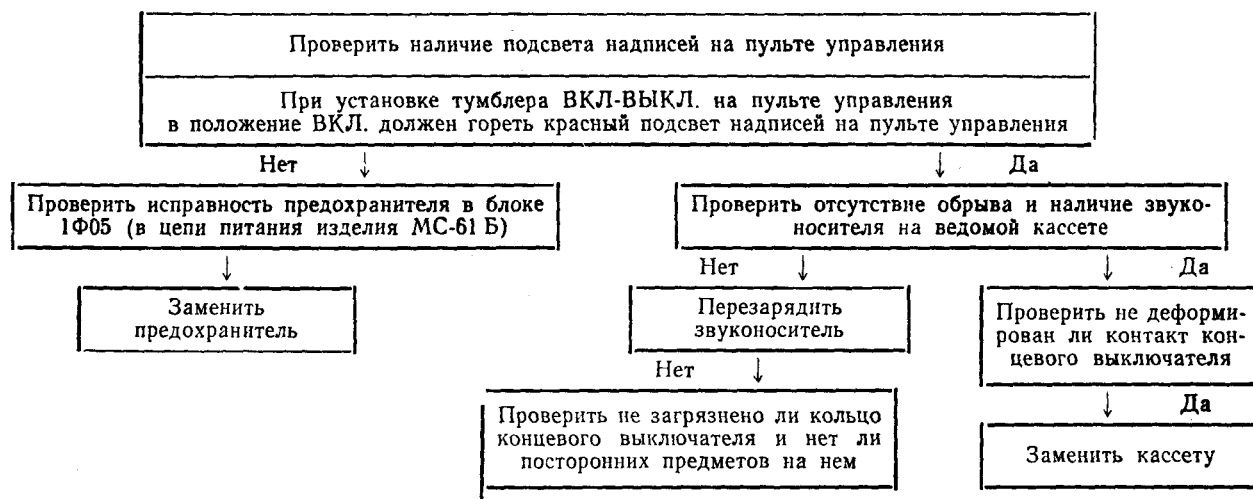 Проверить наличие подсвета надписей на пульте управления
При установке тумблера ВКЛ-ВЫКЛ. на пульте управления
в положение ВКЛ. должен гореть красный подсвет надписей на пульте управления
Нет
Да
Проверить исправность предохранителя в блоке
1Ф05 (в цепи питания изделия МС-61 Б)
Проверить отсутствие обрыва и наличие звуко-
носителя на ведомой кассете
Нет
Да
Заменить
предохранитель
Перезарядить
звуконоситель
Проверить не деформи-
рован ли контакт кон-
цевого выключателя
Нет
Да
Проверить не загрязнено ли кольцо
концевого выключателя и нет ли
посторонних предметов на нем
Заменить кассету